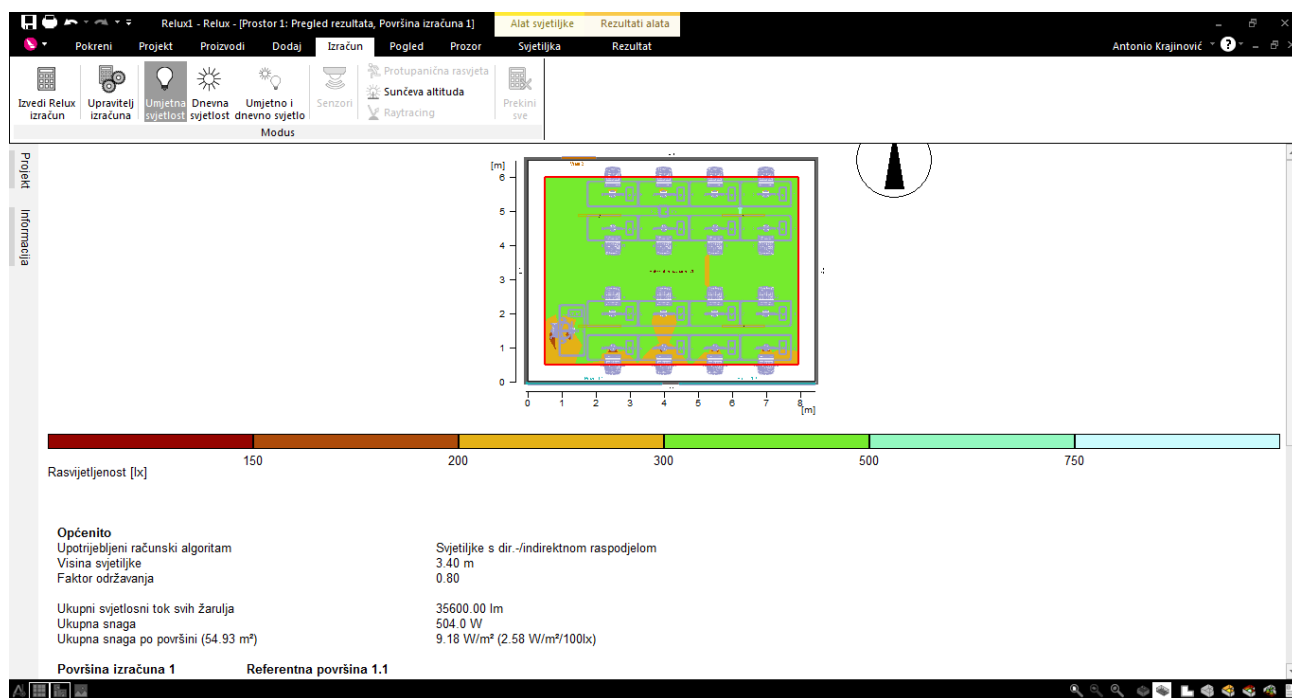 Relux1 - Relux - [Prostor 1: Pregled rezultata, Površina izračuna 1]
Alat svjetiljke
Rezultati alata
Pokreni
Projekt
Proizvodi
Dodaj
Izračun
Pogled
Prozor
Svjetiljka
Rezultat
Antonio Krajinović
Izvedi Relux
izračun
Upravitelj
izračuna
Umjetna
svjetlost
Dnevna
svjetlost
Umjetno i
dnevno svjetlo
Senzori
Protupanična rasvjeta
Sunčeva altituda
Raytracing
Prekini
sve
Modus
Projekt
Informacija
[m]
6
5
4
3
2
1
0
0 1 2 3 4 5 6 7 8
[m]
150 200 300 500 750
Rasvijetljenost [lx]
Općenito
Upotrijebljeni računski algoritam Svjetiljke s dir.-/indirektnom raspodjelom
Visina svjetiljke 3.40 m
Faktor održavanja 0.80
Ukupni svjetlosni tok svih žarulja 35600.00 lm
Ukupna snaga 504.0 W
Ukupna snaga po površini (54.93 m²) 9.18 W/m² (2.58 W/m²/100lx)
Površina izračuna 1 Referentna površina 1.1